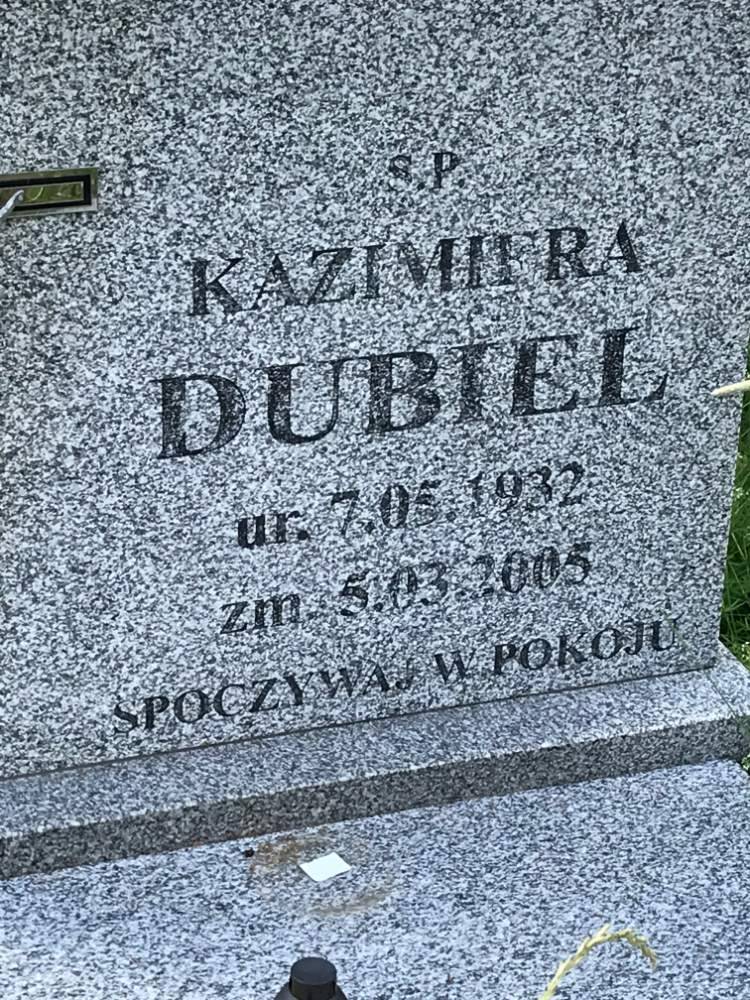 Ś.P
KAZIMIERA
DUBIEL
ur. 7.05.1932
zm. 5.03.2005
SPOCZYWAJ W POKOJU